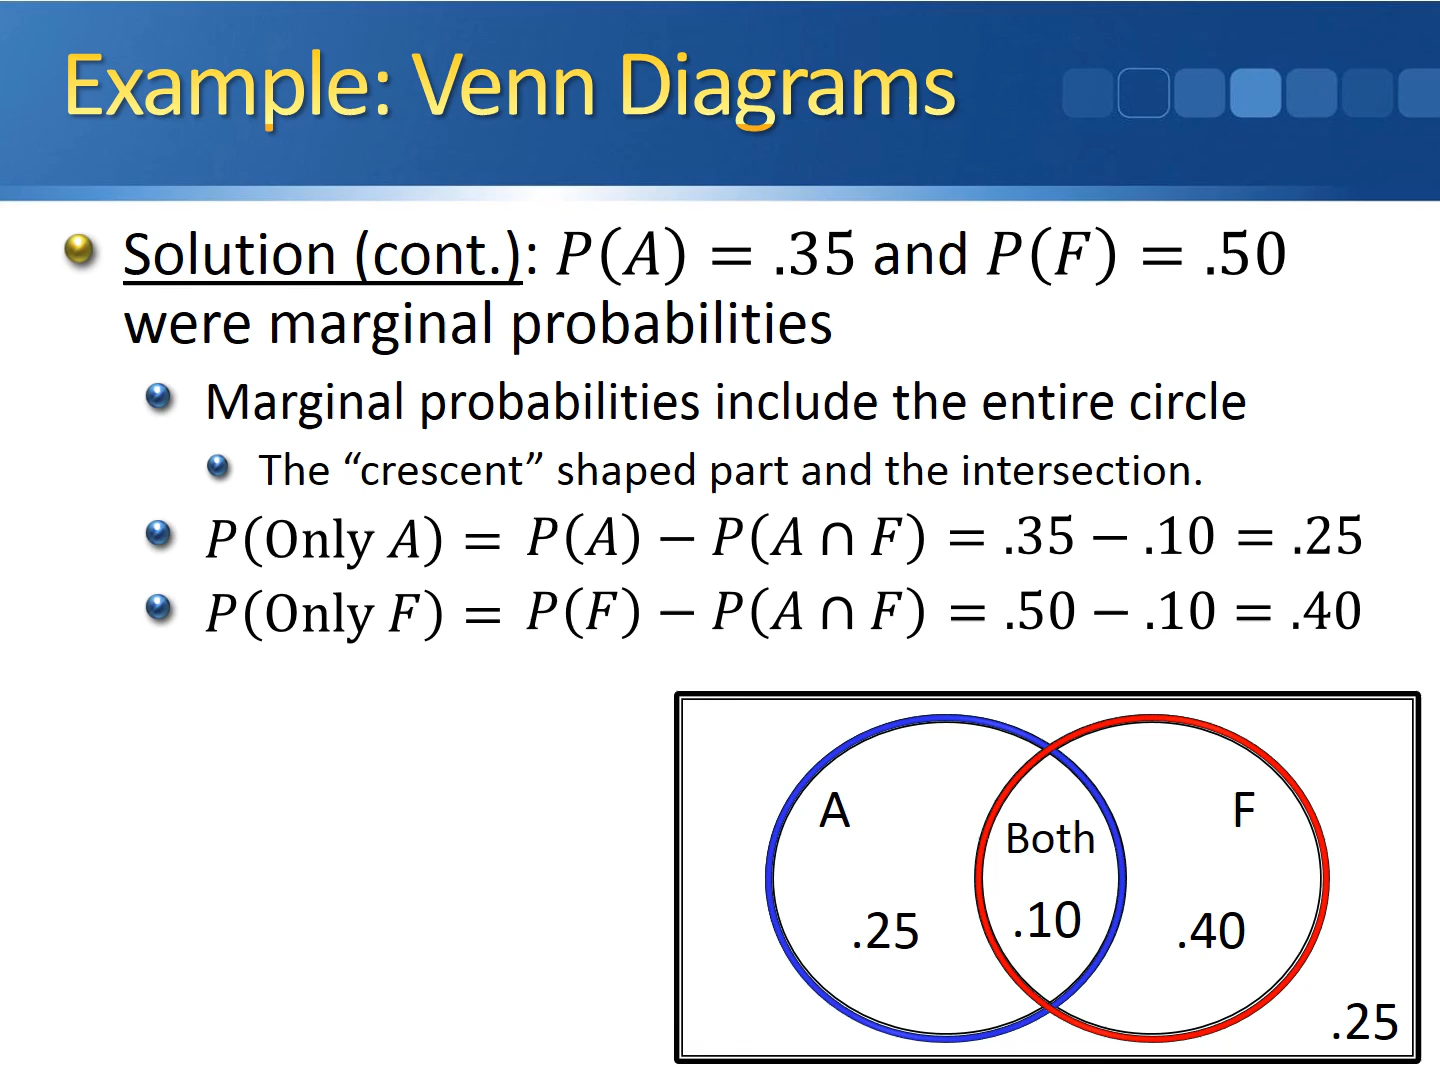 Example: Venn Diagrams
Solution (cont.): P(A) = .35 and P(F) = .50
were marginal probabilities
Marginal probabilities include the entire circle
The “crescent” shaped part and the intersection.
P(Only A) = P(A) − P(A ∩ F) = .35 − .10 = .25
P(Only F) = P(F) − P(A ∩ F) = .50 − .10 = .40
A
F
Both
.25
.10
.40
.25